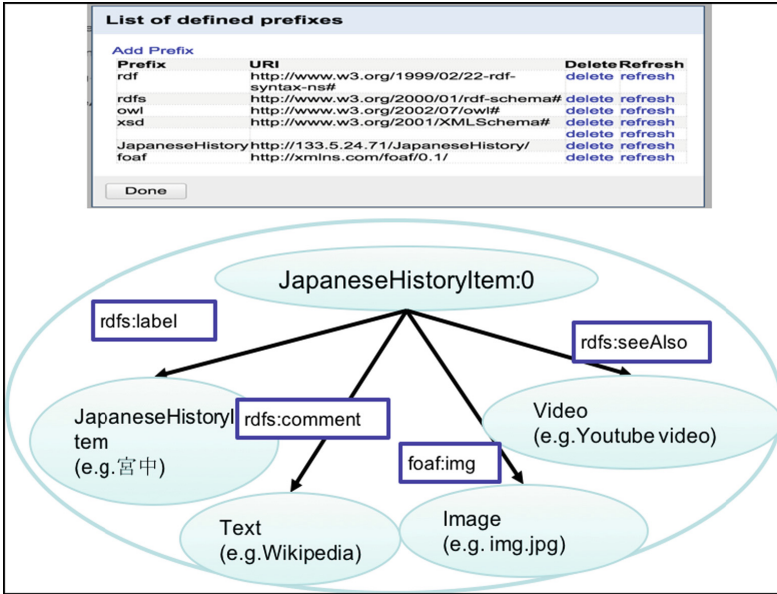 List of defined prefixes
Add Prefix
Prefix URI Delete Refresh
rdf http://www.w3.org/1999/02/22-rdf- delete refresh
syntax-ns#
rdfs http://www.w3.org/2000/01/rdf-schema# delete refresh
owl http://www.w3.org/2002/07/owl# delete refresh
xsd http://www.w3.org/2001/XMLSchema# delete refresh
delete refresh
JapaneseHistory http://133.5.24.71/JapaneseHistory/ delete refresh
foaf http://xmlns.com/foaf/0.1/ delete refresh
Done
JapaneseHistoryItem:0
rdfs:label
rdfs:seeAlso
JapaneseHistoryI
tem
(e.g.宮中)
rdfs:comment
Video
(e.g.Youtube video)
foaf:img
Text
(e.g.Wikipedia)
Image
(e.g. img.jpg)